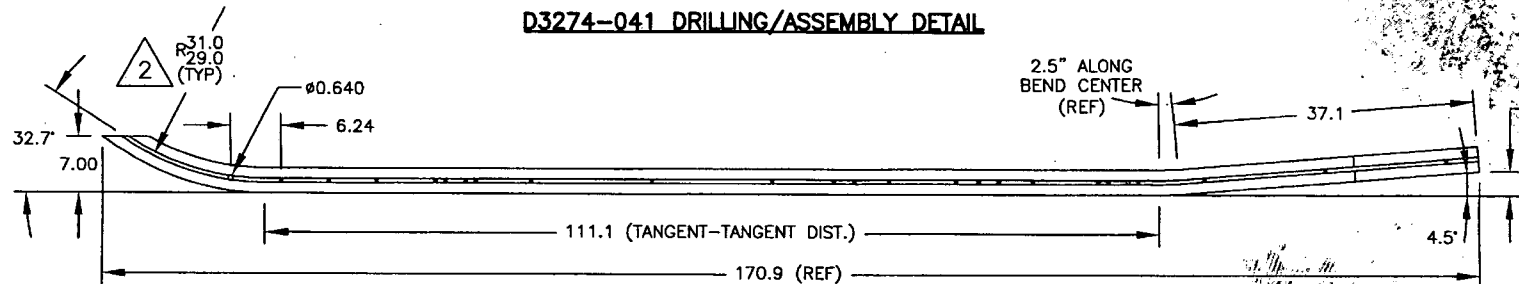 D3274-041 DRILLING/ASSEMBLY DETAIL
2
R31.0
29.0
(TYP)
ø0.640
6.24
2.5" ALONG
BEND CENTER
(REF)
37.1
32.7°
7.00
111.1 (TANGENT-TANGENT DIST.)
4.5°
170.9 (REF)